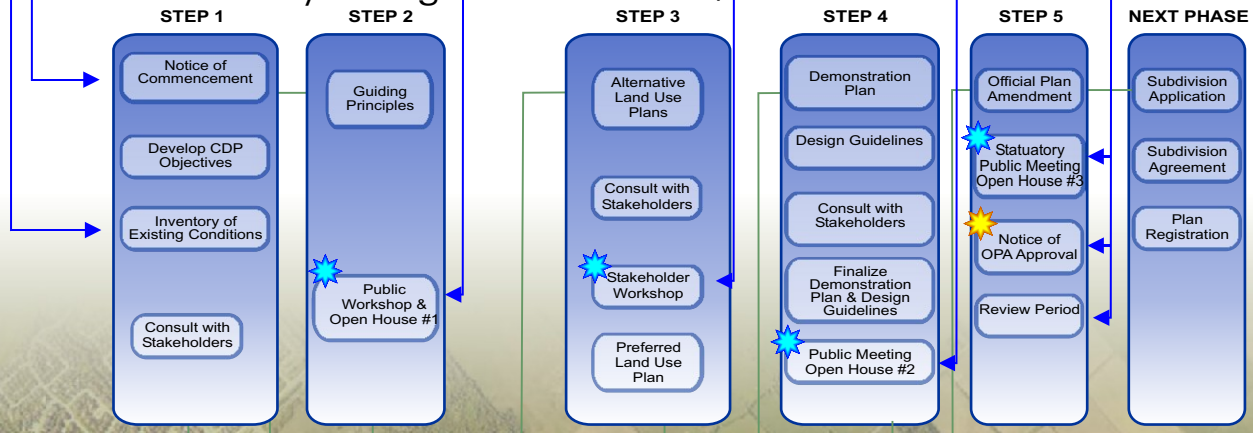 STEP 1
Notice of
Commencement
Develop CDP
Objectives
Inventory of
Existing Conditions
Consult with
Stakeholders
STEP 2
Guiding
Principles
Public
Workshop &
Open House #1
STEP 3
Alternative
Land Use
Plans
Consult with
Stakeholders
Stakeholder
Workshop
Preferred
Land Use
Plan
STEP 4
Demonstration
Plan
Design Guidelines
Consult with
Stakeholders
Finalize
Demonstration
Plan & Design
Guidelines
Public Meeting
Open House #2
STEP 5
Official Plan
Amendment
Statuatory
Public Meeting
Open House #3
Notice of
OPA Approval
Review Period
NEXT PHASE
Subdivision
Application
Subdivision
Agreement
Plan
Registration